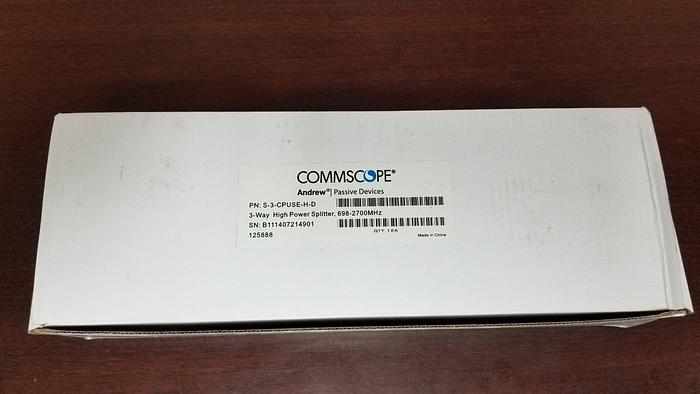 COMMSCOPE®
Andrew® | Passive Devices
PN: S-3-CPUSE-H-D
3-Way High Power Splitter, 698-2700MHz
SN: B111407214901
125888
QTY 1 EA
Made in China